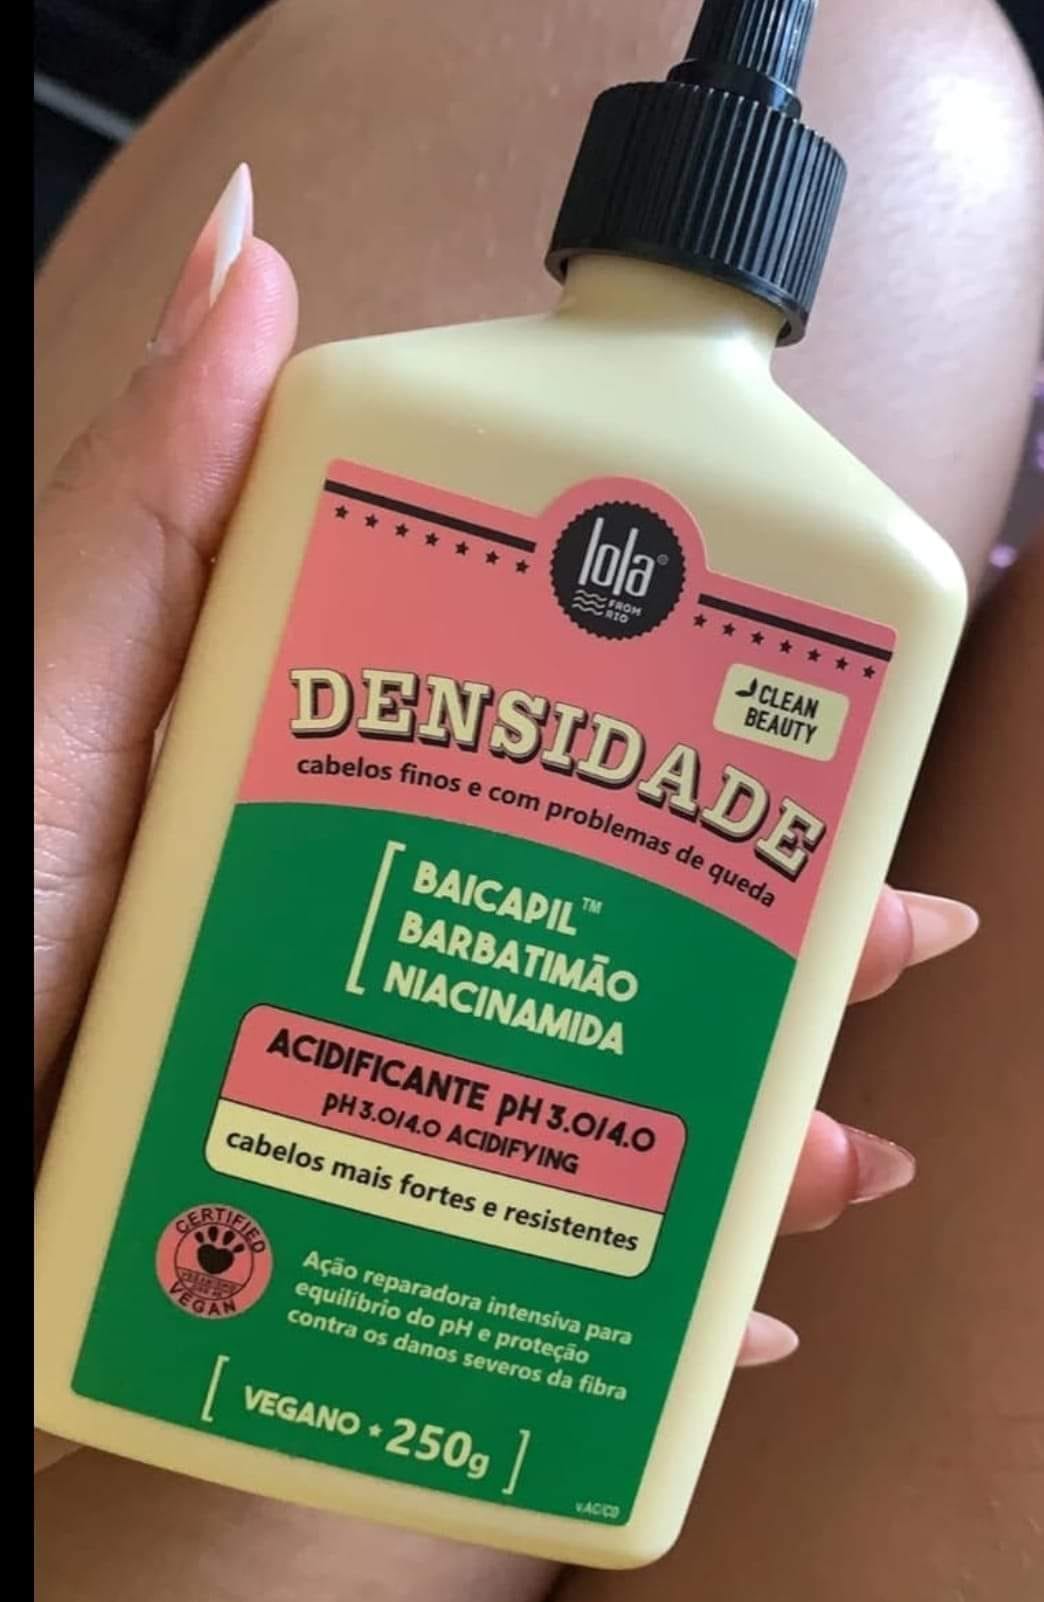 lola
FROM
RIO
CLEAN
BEAUTY
DENSIDADE
cabelos finos e com problemas de queda
BAICAPIL™
BARBATIMÃO
NIACINAMIDA
ACIDIFICANTE pH 3.0/4.0
pH 3.0/4.0 ACIDIFYING
cabelos mais fortes e resistentes
CERTIFIED
VEGAN
Ação reparadora intensiva para
equilíbrio do pH e proteção
contra os danos severos da fibra
VEGANO ★ 250g